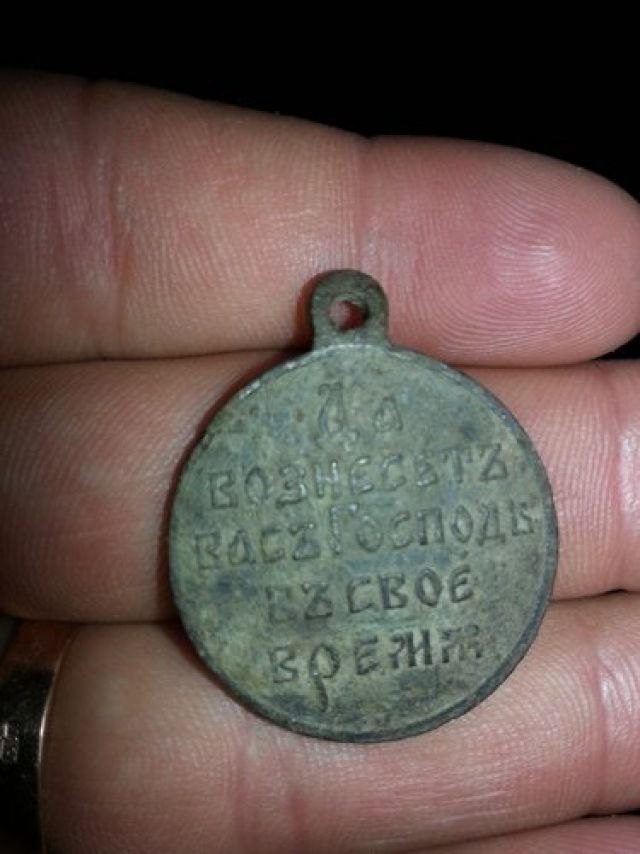 Да
вознесетъ
васъ Господь
въ свое
время